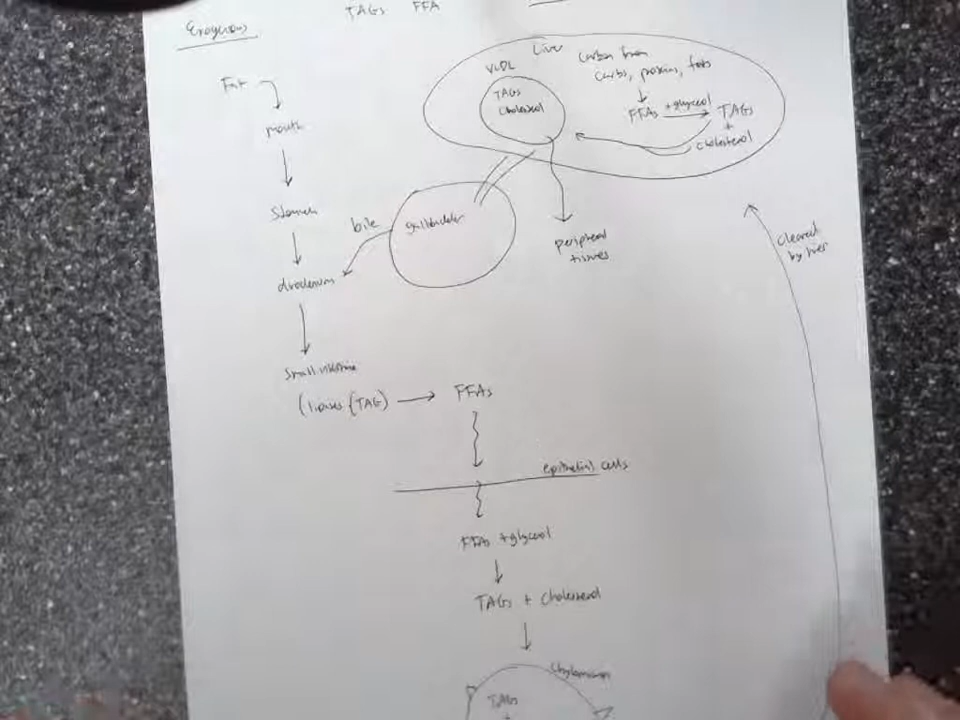 TAGs FFA
Exogenous
Fat
mouth
Stomach
duodenum
Small intestine
(lipases {TAG)
FFAs
epithelial cells
FFAs + glycerol
TAGs + cholesterol
Chylomicron
TAGs
+
bile
gallbladder
Liver
VLDL
TAGs
Cholesterol
Carbon from
Carbs, proteins, fats
FFAs + glycerol TAGs
+
cholesterol
peripheral
tissues
Cleared
by liver